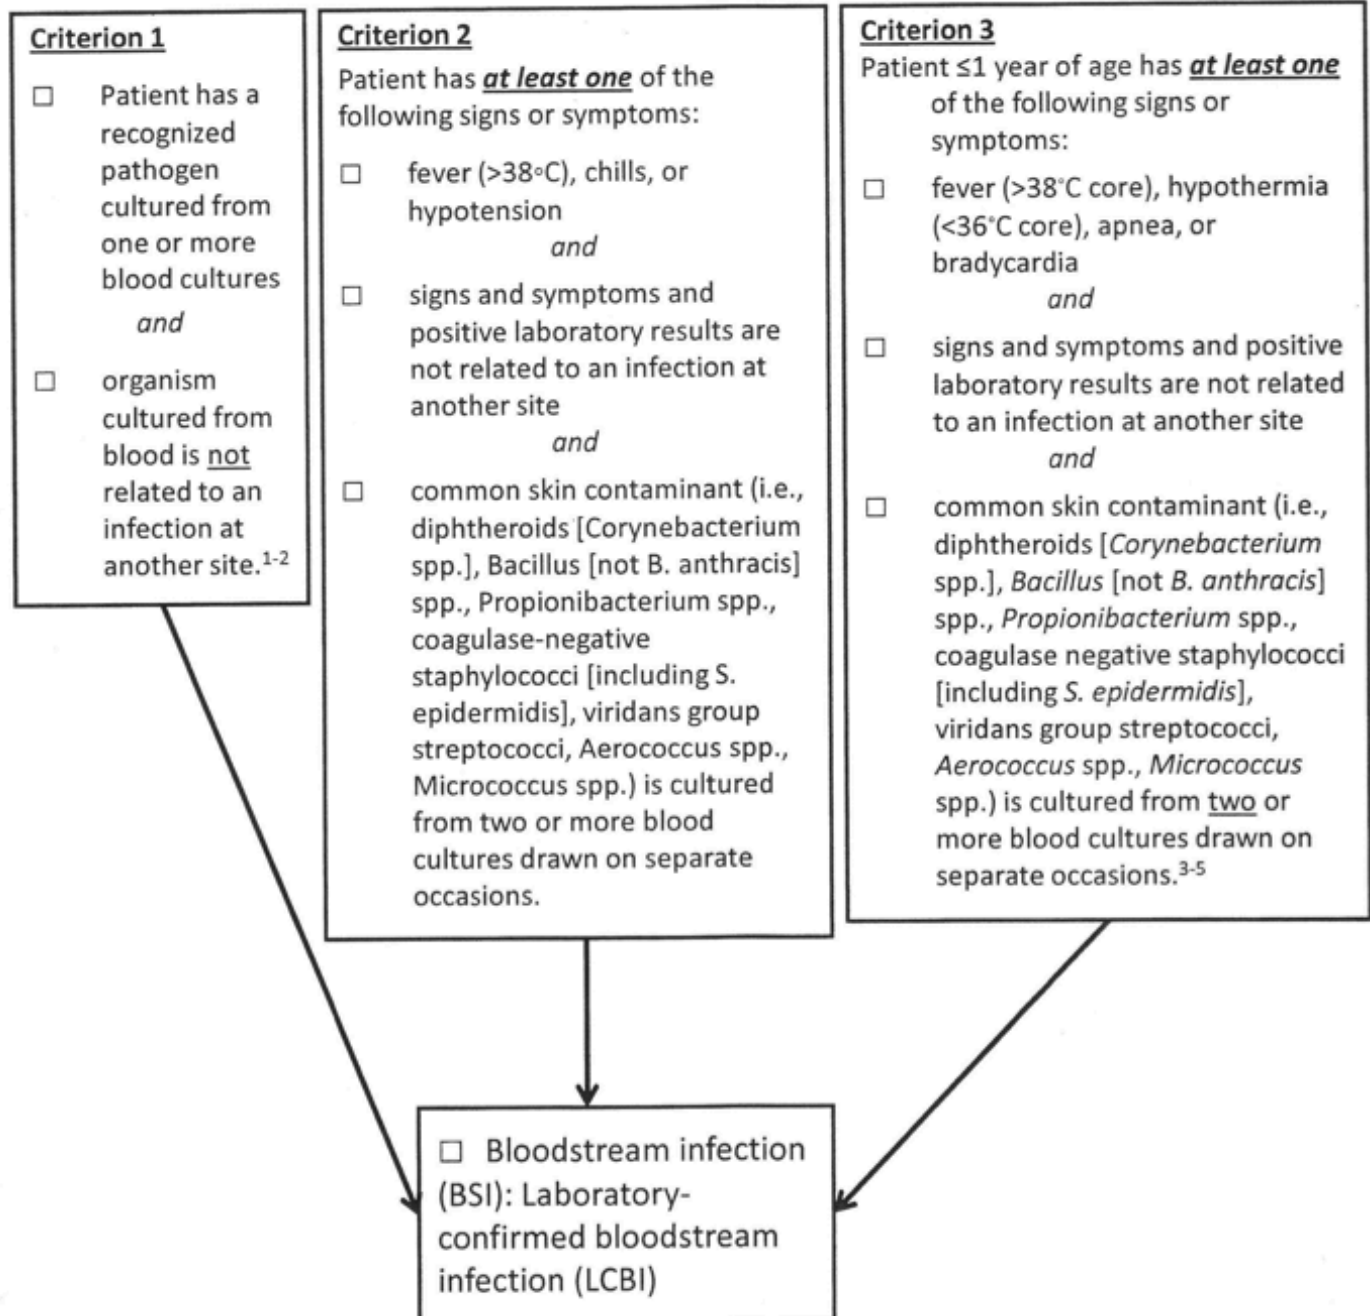 Criterion 1
☐ Patient has a
recognized
pathogen
cultured from
one or more
blood cultures
and
☐ organism
cultured from
blood is not
related to an
infection at
another site.1-2
Criterion 2
Patient has at least one of the
following signs or symptoms:
☐ fever (>38°C), chills, or
hypotension
and
☐ signs and symptoms and
positive laboratory results are
not related to an infection at
another site
and
☐ common skin contaminant (i.e.,
diphtheroids [Corynebacterium
spp.], Bacillus [not B. anthracis]
spp., Propionibacterium spp.,
coagulase-negative
staphylococci [including S.
epidermidis], viridans group
streptococci, Aerococcus spp.,
Micrococcus spp.) is cultured
from two or more blood
cultures drawn on separate
occasions.
Criterion 3
Patient ≤1 year of age has at least one
of the following signs or
symptoms:
☐ fever (>38°C core), hypothermia
(<36°C core), apnea, or
bradycardia
and
☐ signs and symptoms and positive
laboratory results are not related
to an infection at another site
and
☐ common skin contaminant (i.e.,
diphtheroids [Corynebacterium
spp.], Bacillus [not B. anthracis]
spp., Propionibacterium spp.,
coagulase negative staphylococci
[including S. epidermidis],
viridans group streptococci,
Aerococcus spp., Micrococcus
spp.) is cultured from two or
more blood cultures drawn on
separate occasions.3-5
☐ Bloodstream infection
(BSI): Laboratory-
confirmed bloodstream
infection (LCBI)